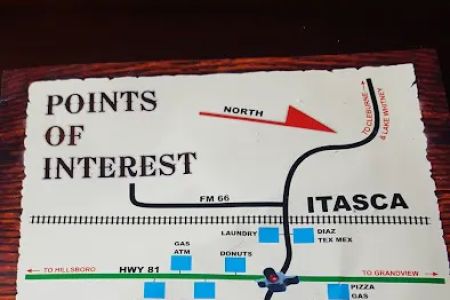 POINTS
OF
INTEREST
NORTH
TO CLEBURNE
& LAKE WHITNEY
FM 66
ITASCA
LAUNDRY
DIAZ
TEX MEX
GAS
ATM
DONUTS
TO HILLSBORO
HWY 81
TO GRANDVIEW
PIZZA
GAS